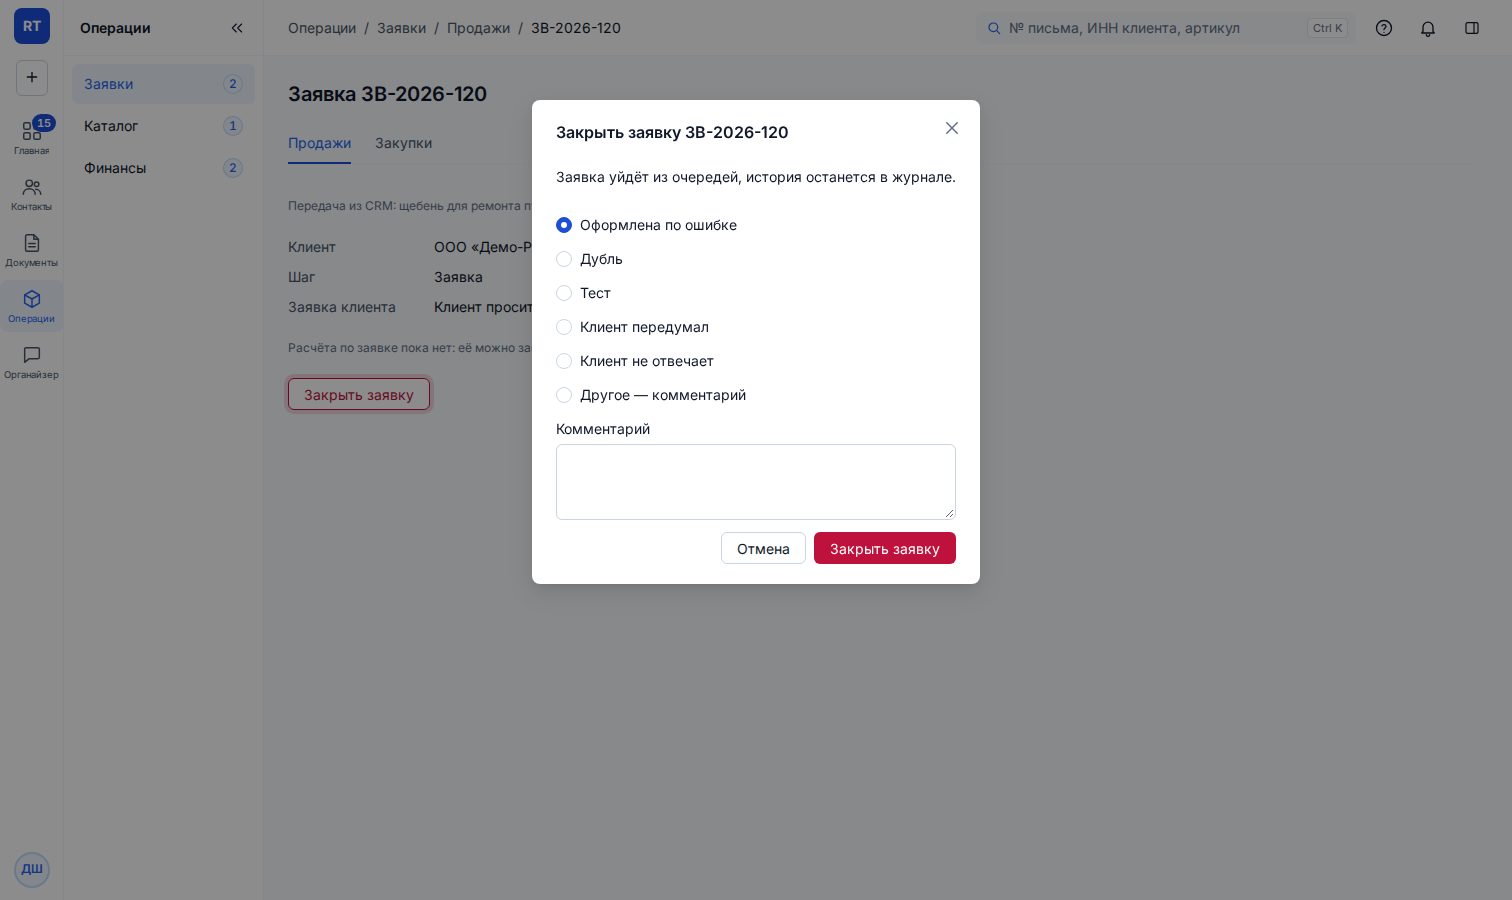 RT
Операции
Операции / Заявки / Продажи / ЗВ-2026-120
№ письма, ИНН клиента, артикул
Ctrl K
+
15
Главная
Контакты
Документы
Операции
Органайзер
ДШ
Заявки 2
Каталог 1
Финансы 2
Заявка ЗВ-2026-120
Продажи
Закупки
Передача из CRM: щебень для ремонта
Клиент
ООО «Демо-Р
Шаг
Заявка
Заявка клиента
Клиент просит
Расчёта по заявке пока нет: её можно
Закрыть заявку
Закрыть заявку ЗВ-2026-120
Заявка уйдёт из очередей, история останется в журнале.
Оформлена по ошибке
Дубль
Тест
Клиент передумал
Клиент не отвечает
Другое — комментарий
Комментарий
Отмена
Закрыть заявку